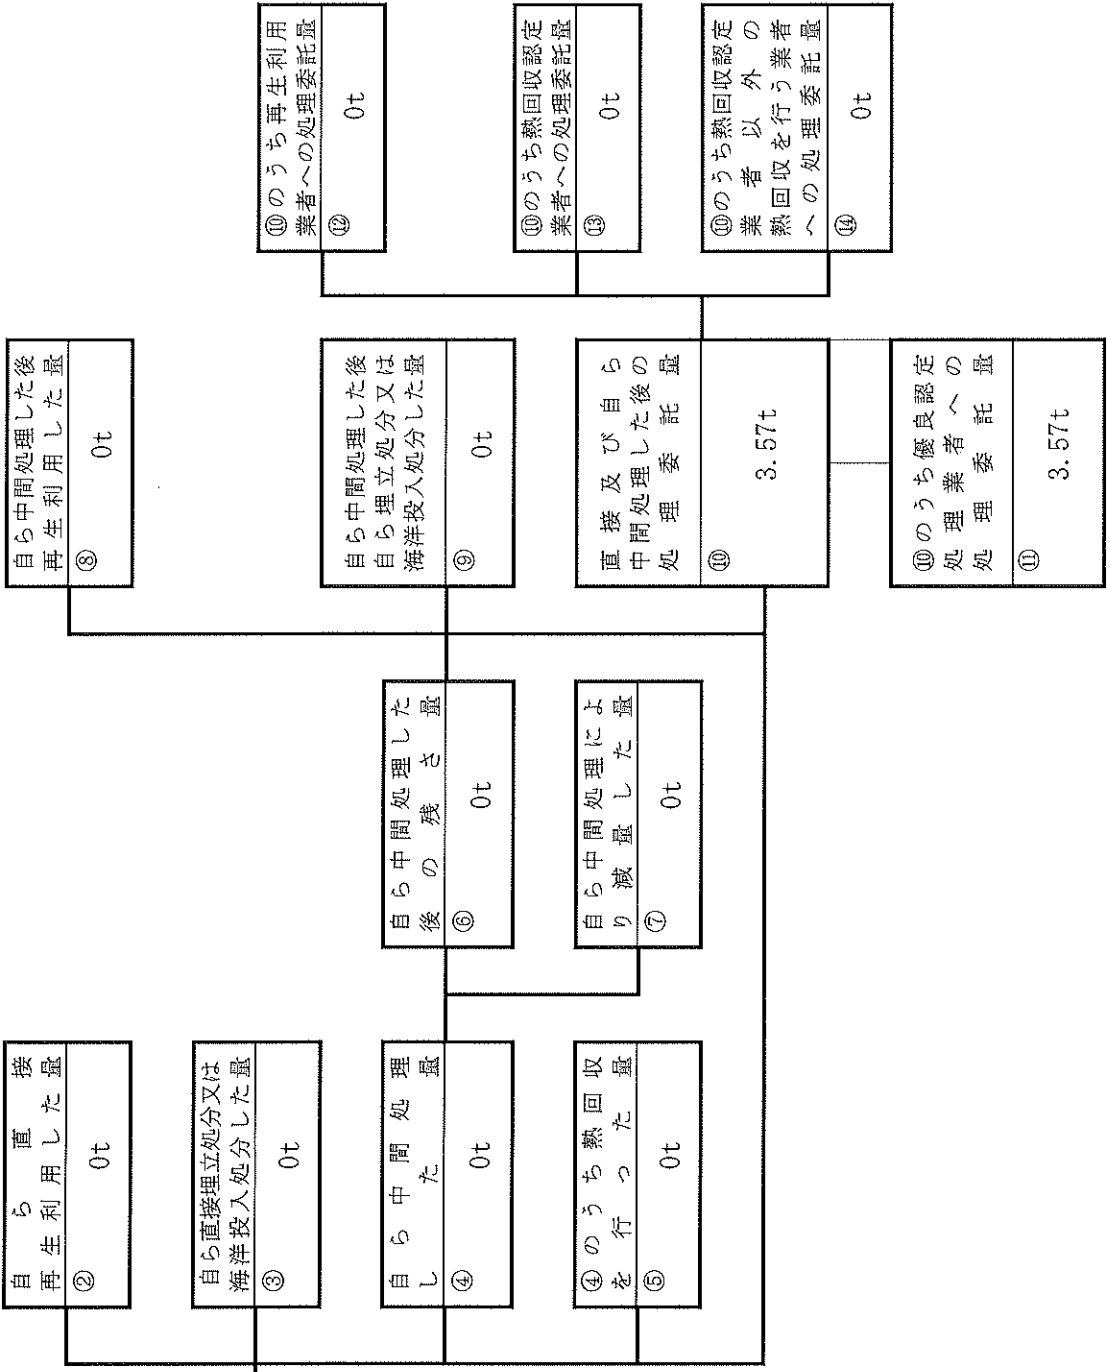 自ら直接
再生利用した量
②
0t
自ら直接埋立処分又は
海洋投入処分した量
③
0t
自ら中間処理
した量
④
0t
④のうち熱回収
を行った量
⑤
0t
自ら中間処理した
後の残さ量
⑥
0t
自ら中間処理によ
り減量した量
⑦
0t
自ら中間処理した後
再生利用した量
⑧
0t
自ら中間処理した後
自ら埋立処分又は
海洋投入処分した量
⑨
0t
直接及び自ら
中間処理した後の
処理委託量
⑩
3.57t
⑩のうち優良認定
処理業者への
処理委託量
⑪
3.57t
⑩のうち再生利用
業者への処理委託量
⑫
0t
⑩のうち熱回収認定
業者への処理委託量
⑬
0t
⑩のうち熱回収認定
業者以外の
熱回収を行う業者
への処理委託量
⑭
0t